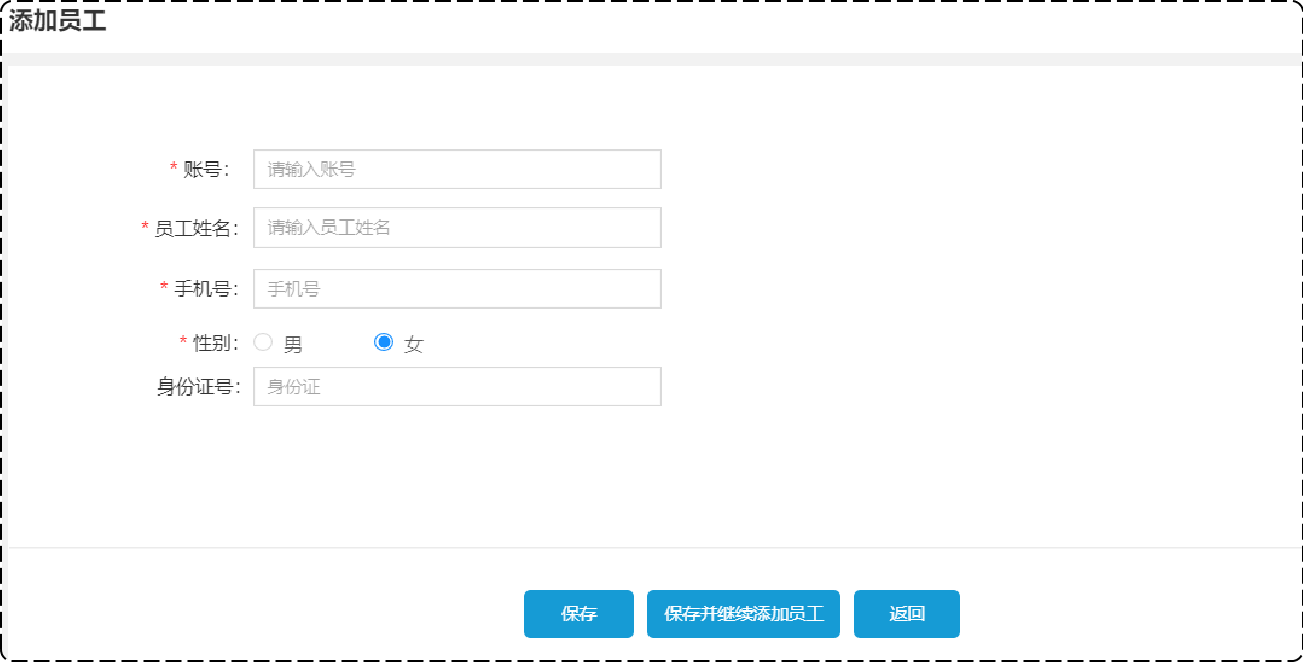 添加员工
* 账号： 请输入账号
* 员工姓名： 请输入员工姓名
* 手机号： 手机号
* 性别： 男 女
身份证号： 身份证
保存 保存并继续添加员工 返回